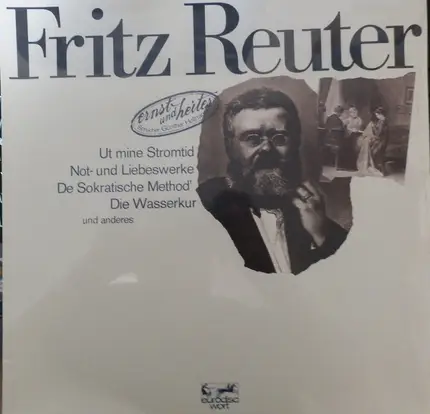 Fritz Reuter
ernst-
und heiter
Ut mine Stromtid
Not- und Liebeswerke
De Sokratische Method'
Die Wasserkur
und anderes
eurodisc
wort